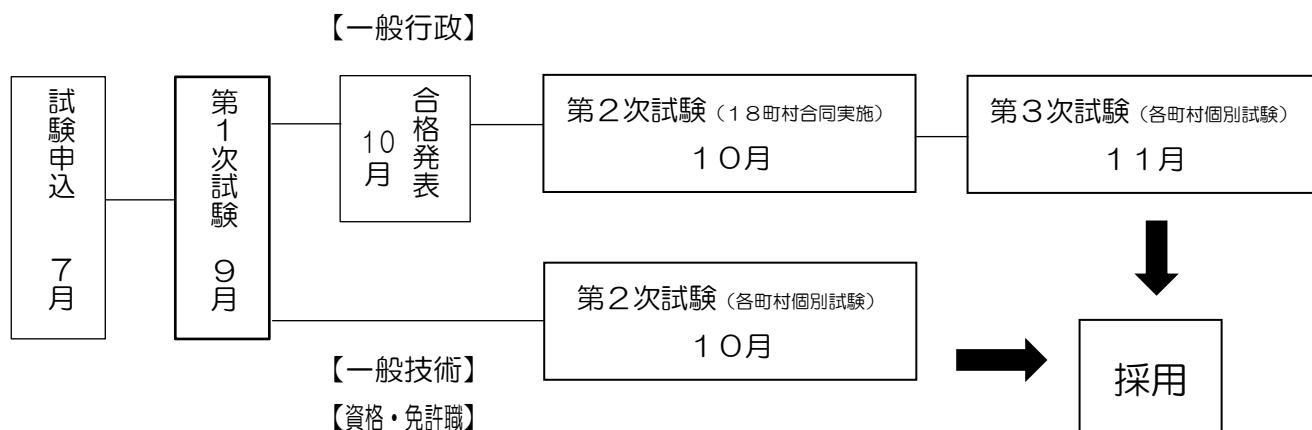 【一般行政】
試験申込　７月
第１次試験　９月
合格発表
10月
第２次試験（１８町村合同実施）
１０月
第３次試験（各町村個別試験）
１１月
第２次試験（各町村個別試験）
１０月
【一般技術】
【資格・免許職】
採用